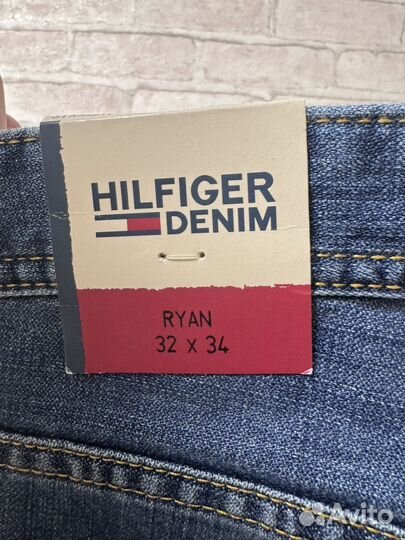 HILFIGER
DENIM
RYAN
32 x 34
Avito